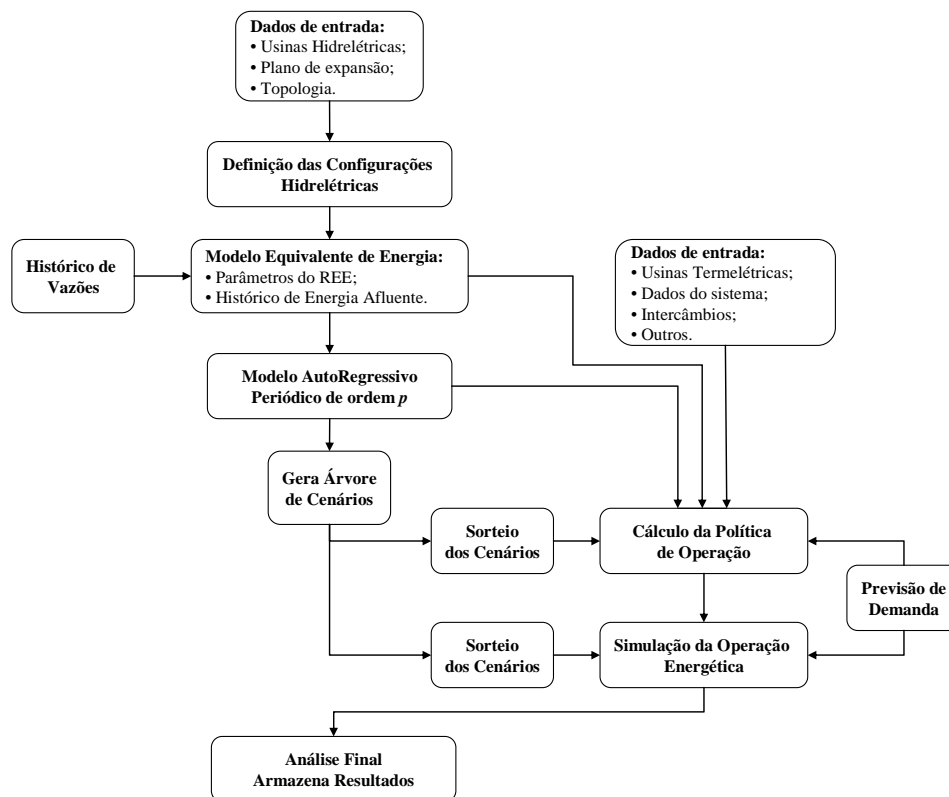 Dados de entrada:
• Usinas Hidrelétricas;
• Plano de expansão;
• Topologia.
Definição das Configurações
Hidrelétricas
Histórico de
Vazões
Modelo Equivalente de Energia:
• Parâmetros do REE;
• Histórico de Energia Afluente.
Dados de entrada:
• Usinas Termelétricas;
• Dados do sistema;
• Intercâmbios;
• Outros.
Modelo AutoRegressivo
Periódico de ordem p
Gera Árvore
de Cenários
Sorteio
dos Cenários
Cálculo da Política
de Operação
Previsão de
Demanda
Sorteio
dos Cenários
Simulação da Operação
Energética
Análise Final
Armazena Resultados